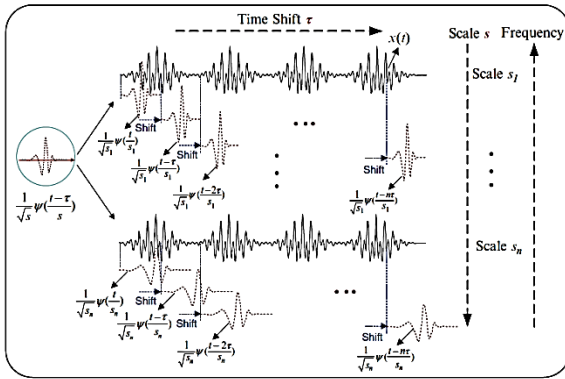 Time Shift τ
x(t)
Scale s Frequency
Scale s₁
Shift
1/√s₁ ψ(t/s₁)
Shift
1/√s₁ ψ(t-τ/s₁)
1/√s₁ ψ(t-2τ/s₁)
Shift
1/√s₁ ψ(t-nτ/s₁)
1/√s ψ(t-τ/s)
Scale sₙ
1/√sₙ ψ(t/sₙ)
Shift
1/√sₙ ψ(t-τ/sₙ)
Shift
1/√sₙ ψ(t-2τ/sₙ)
Shift
1/√sₙ ψ(t-nτ/sₙ)